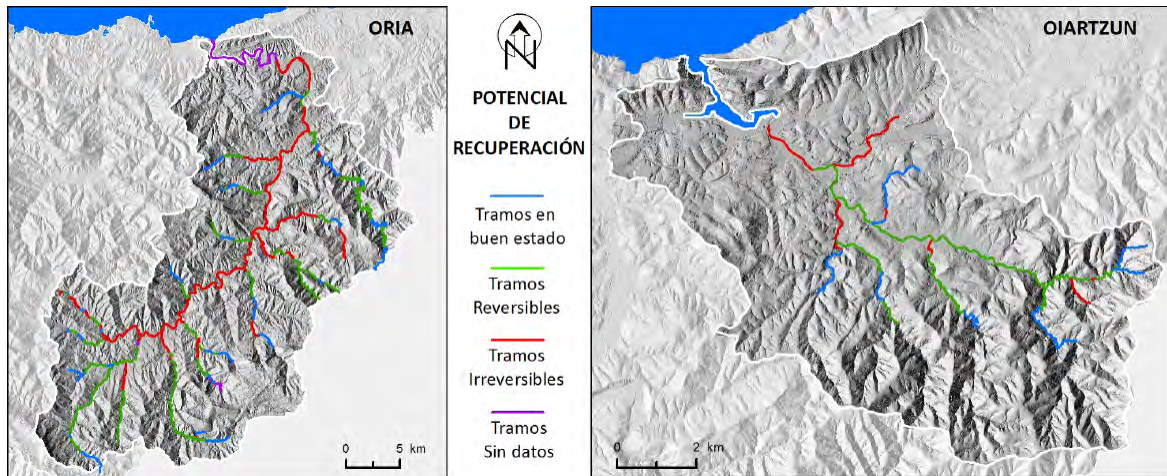 ORIA
N
POTENCIAL
DE
RECUPERACIÓN
Tramos en
buen estado
Tramos
Reversibles
Tramos
Irreversibles
Tramos
Sin datos
0 5 km
OIARTZUN
0 2 km